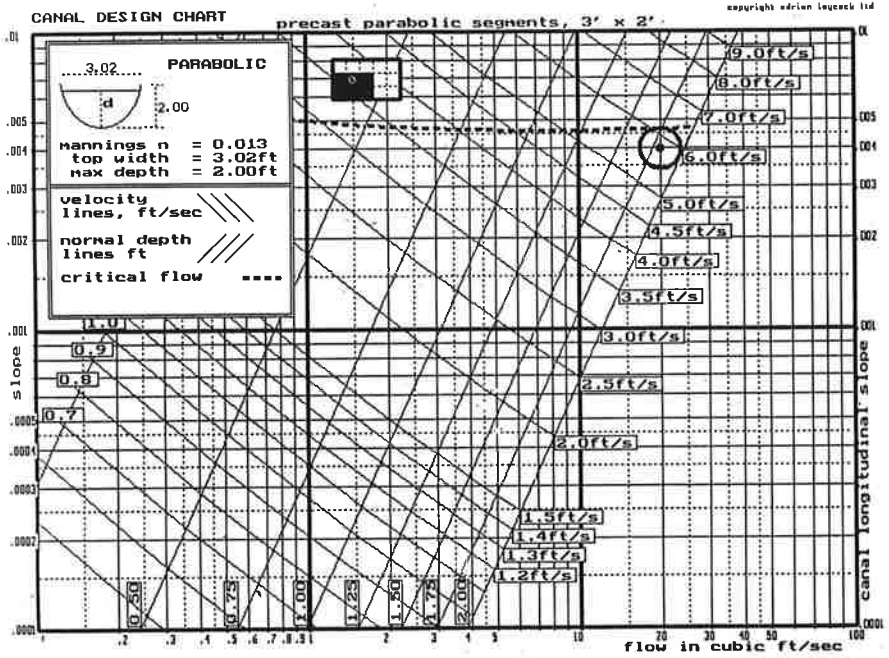 CANAL DESIGN CHART
precast parabolic segments, 3' x 2'
copyright adrian laycock ltd
.01
.005
.004
.003
.002
.001
.0005
.0004
.0002
slope
PARABOLIC
3.02
d
2.00
mannings n = 0.013
top width = 3.02ft
max depth = 2.00ft
velocity
lines, ft/sec
normal depth
lines ft
critical flow
1.0
0.9
0.8
0.7
9.0ft/s
8.0ft/s
7.0ft/s
6.0ft/s
5.0ft/s
4.5ft/s
4.0ft/s
3.5ft/s
3.0ft/s
2.5ft/s
2.0ft/s
1.5ft/s
1.4ft/s
1.3ft/s
1.2ft/s
0.50
0.75
1.00
1.25
1.50
1.75
2.00
.01
.005
.004
.003
.002
.001
.0005
.0004
.0002
.0001
canal longitudinal slope
.1 .2 .3 .4 .5 .6 .7 .8.91 2 3 4 5 10 20 30 40 50 100
flow in cubic ft/sec